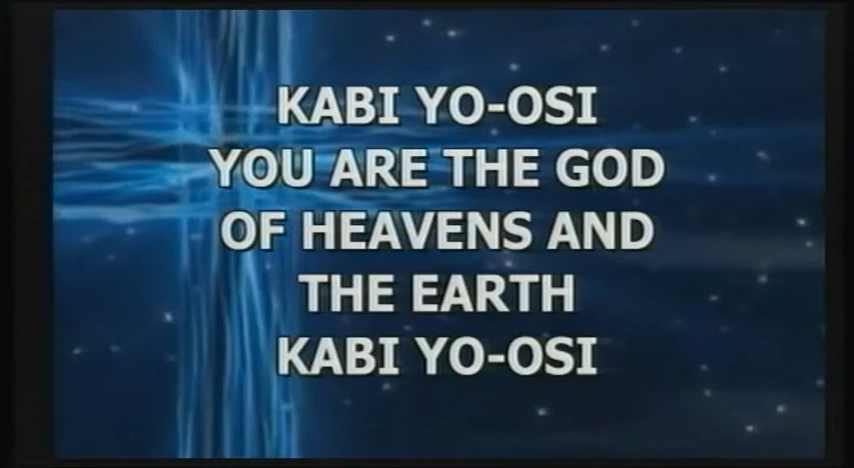 KABI YO-OSI
YOU ARE THE GOD
OF HEAVENS AND
THE EARTH
KABI YO-OSI